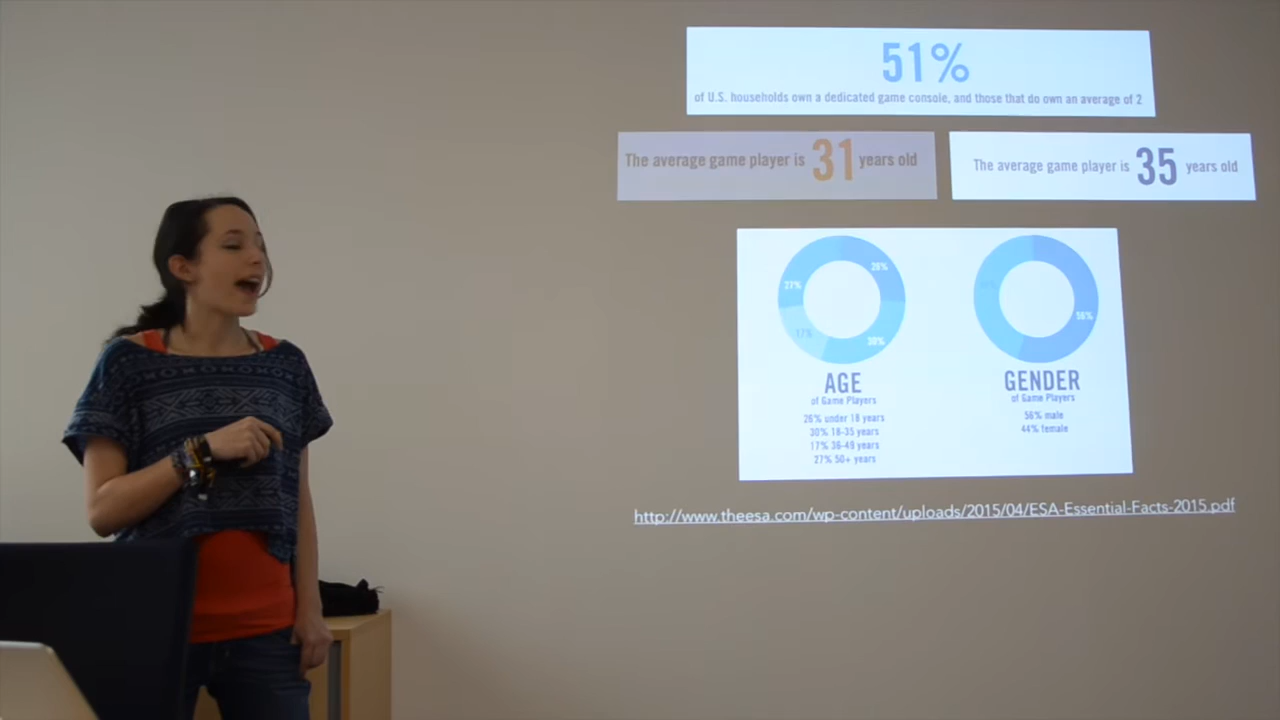 51%
of U.S. households own a dedicated game console, and those that do own an average of 2
The average game player is 31 years old
The average game player is 35 years old
26%
27%
17%
30%
56%
AGE
of Game Players
26% under 18 years
30% 18-35 years
17% 36-49 years
27% 50+ years
GENDER
of Game Players
56% male
44% female
http://www.theesa.com/wp-content/uploads/2015/04/ESA-Essential-Facts-2015.pdf